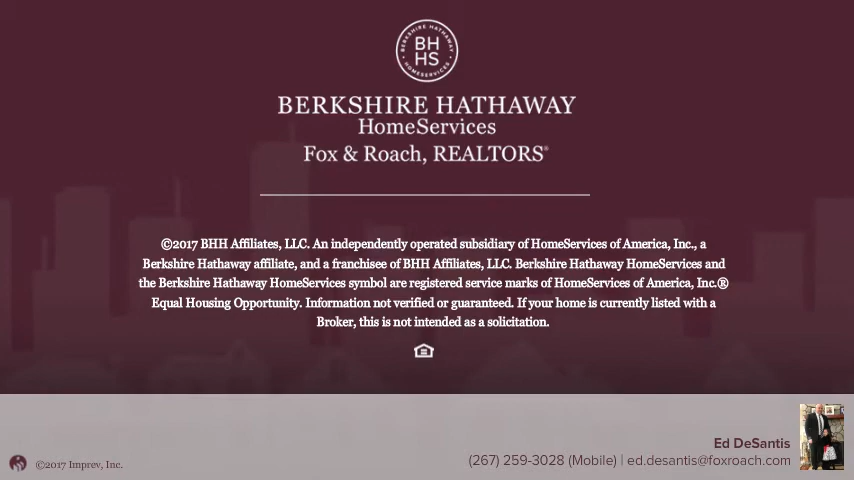 BERKSHIRE HATHAWAY
HOMESERVICES
BH
HS
BERKSHIRE HATHAWAY
HomeServices
Fox & Roach, REALTORS®
©2017 BHH Affiliates, LLC. An independently operated subsidiary of HomeServices of America, Inc., a
Berkshire Hathaway affiliate, and a franchisee of BHH Affiliates, LLC. Berkshire Hathaway HomeServices and
the Berkshire Hathaway HomeServices symbol are registered service marks of HomeServices of America, Inc.®
Equal Housing Opportunity. Information not verified or guaranteed. If your home is currently listed with a
Broker, this is not intended as a solicitation.
Ed DeSantis
(267) 259-3028 (Mobile) | ed.desantis@foxroach.com
©2017 Imprev, Inc.